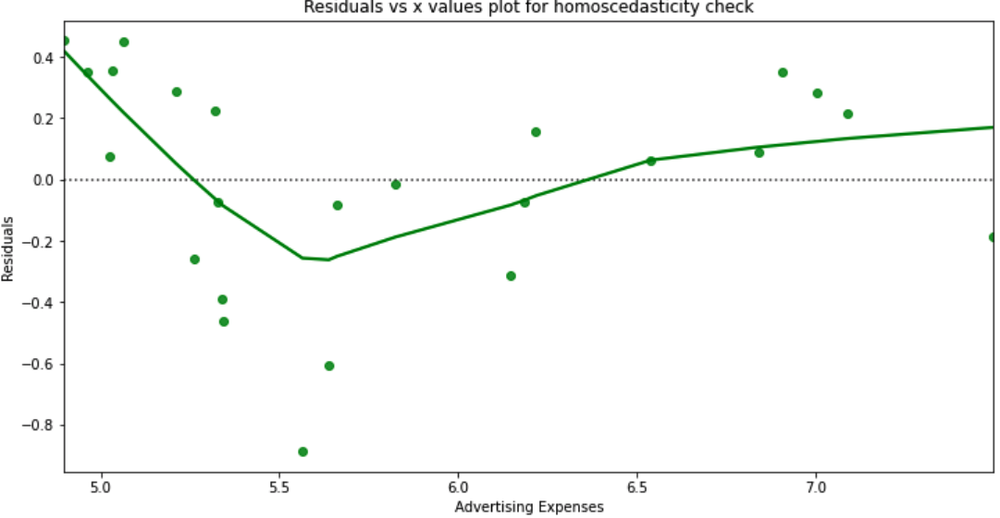 Residuals vs x values plot for homoscedasticity check
0.4
0.2
0.0
−0.2
−0.4
−0.6
−0.8
Residuals
5.0 5.5 6.0 6.5 7.0
Advertising Expenses